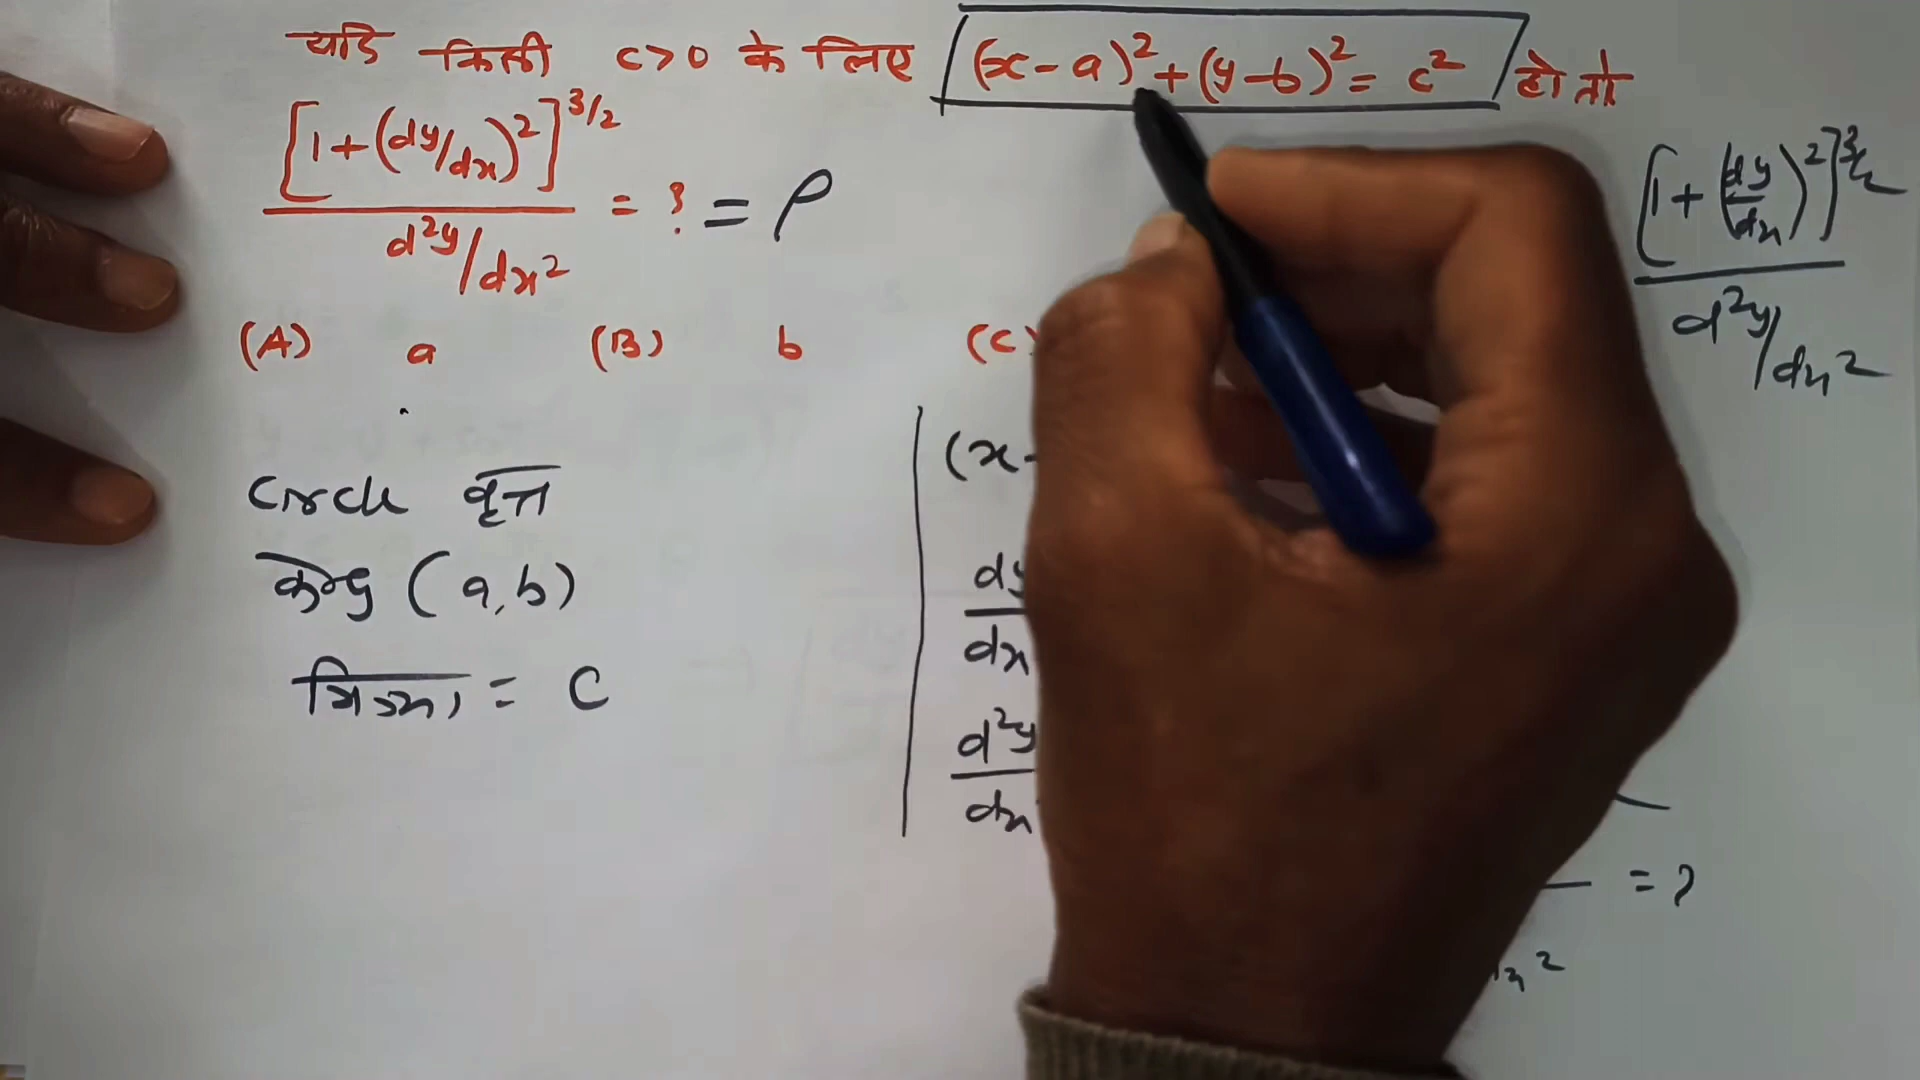 यदि किसी c>0 के लिए (x-a)²+(y-b)²= c² हो तो
[1+(dy/dx)²]^3/2 / d²y/dx² = ? = ρ
[1+(dy/dx)²]^3/2 / d²y/dx²
(A) a (B) b (C)
Circle वृत्त
केन्द्र (a,b)
त्रिज्या = c
(x-
dy
dx
d²y
dx
= ?